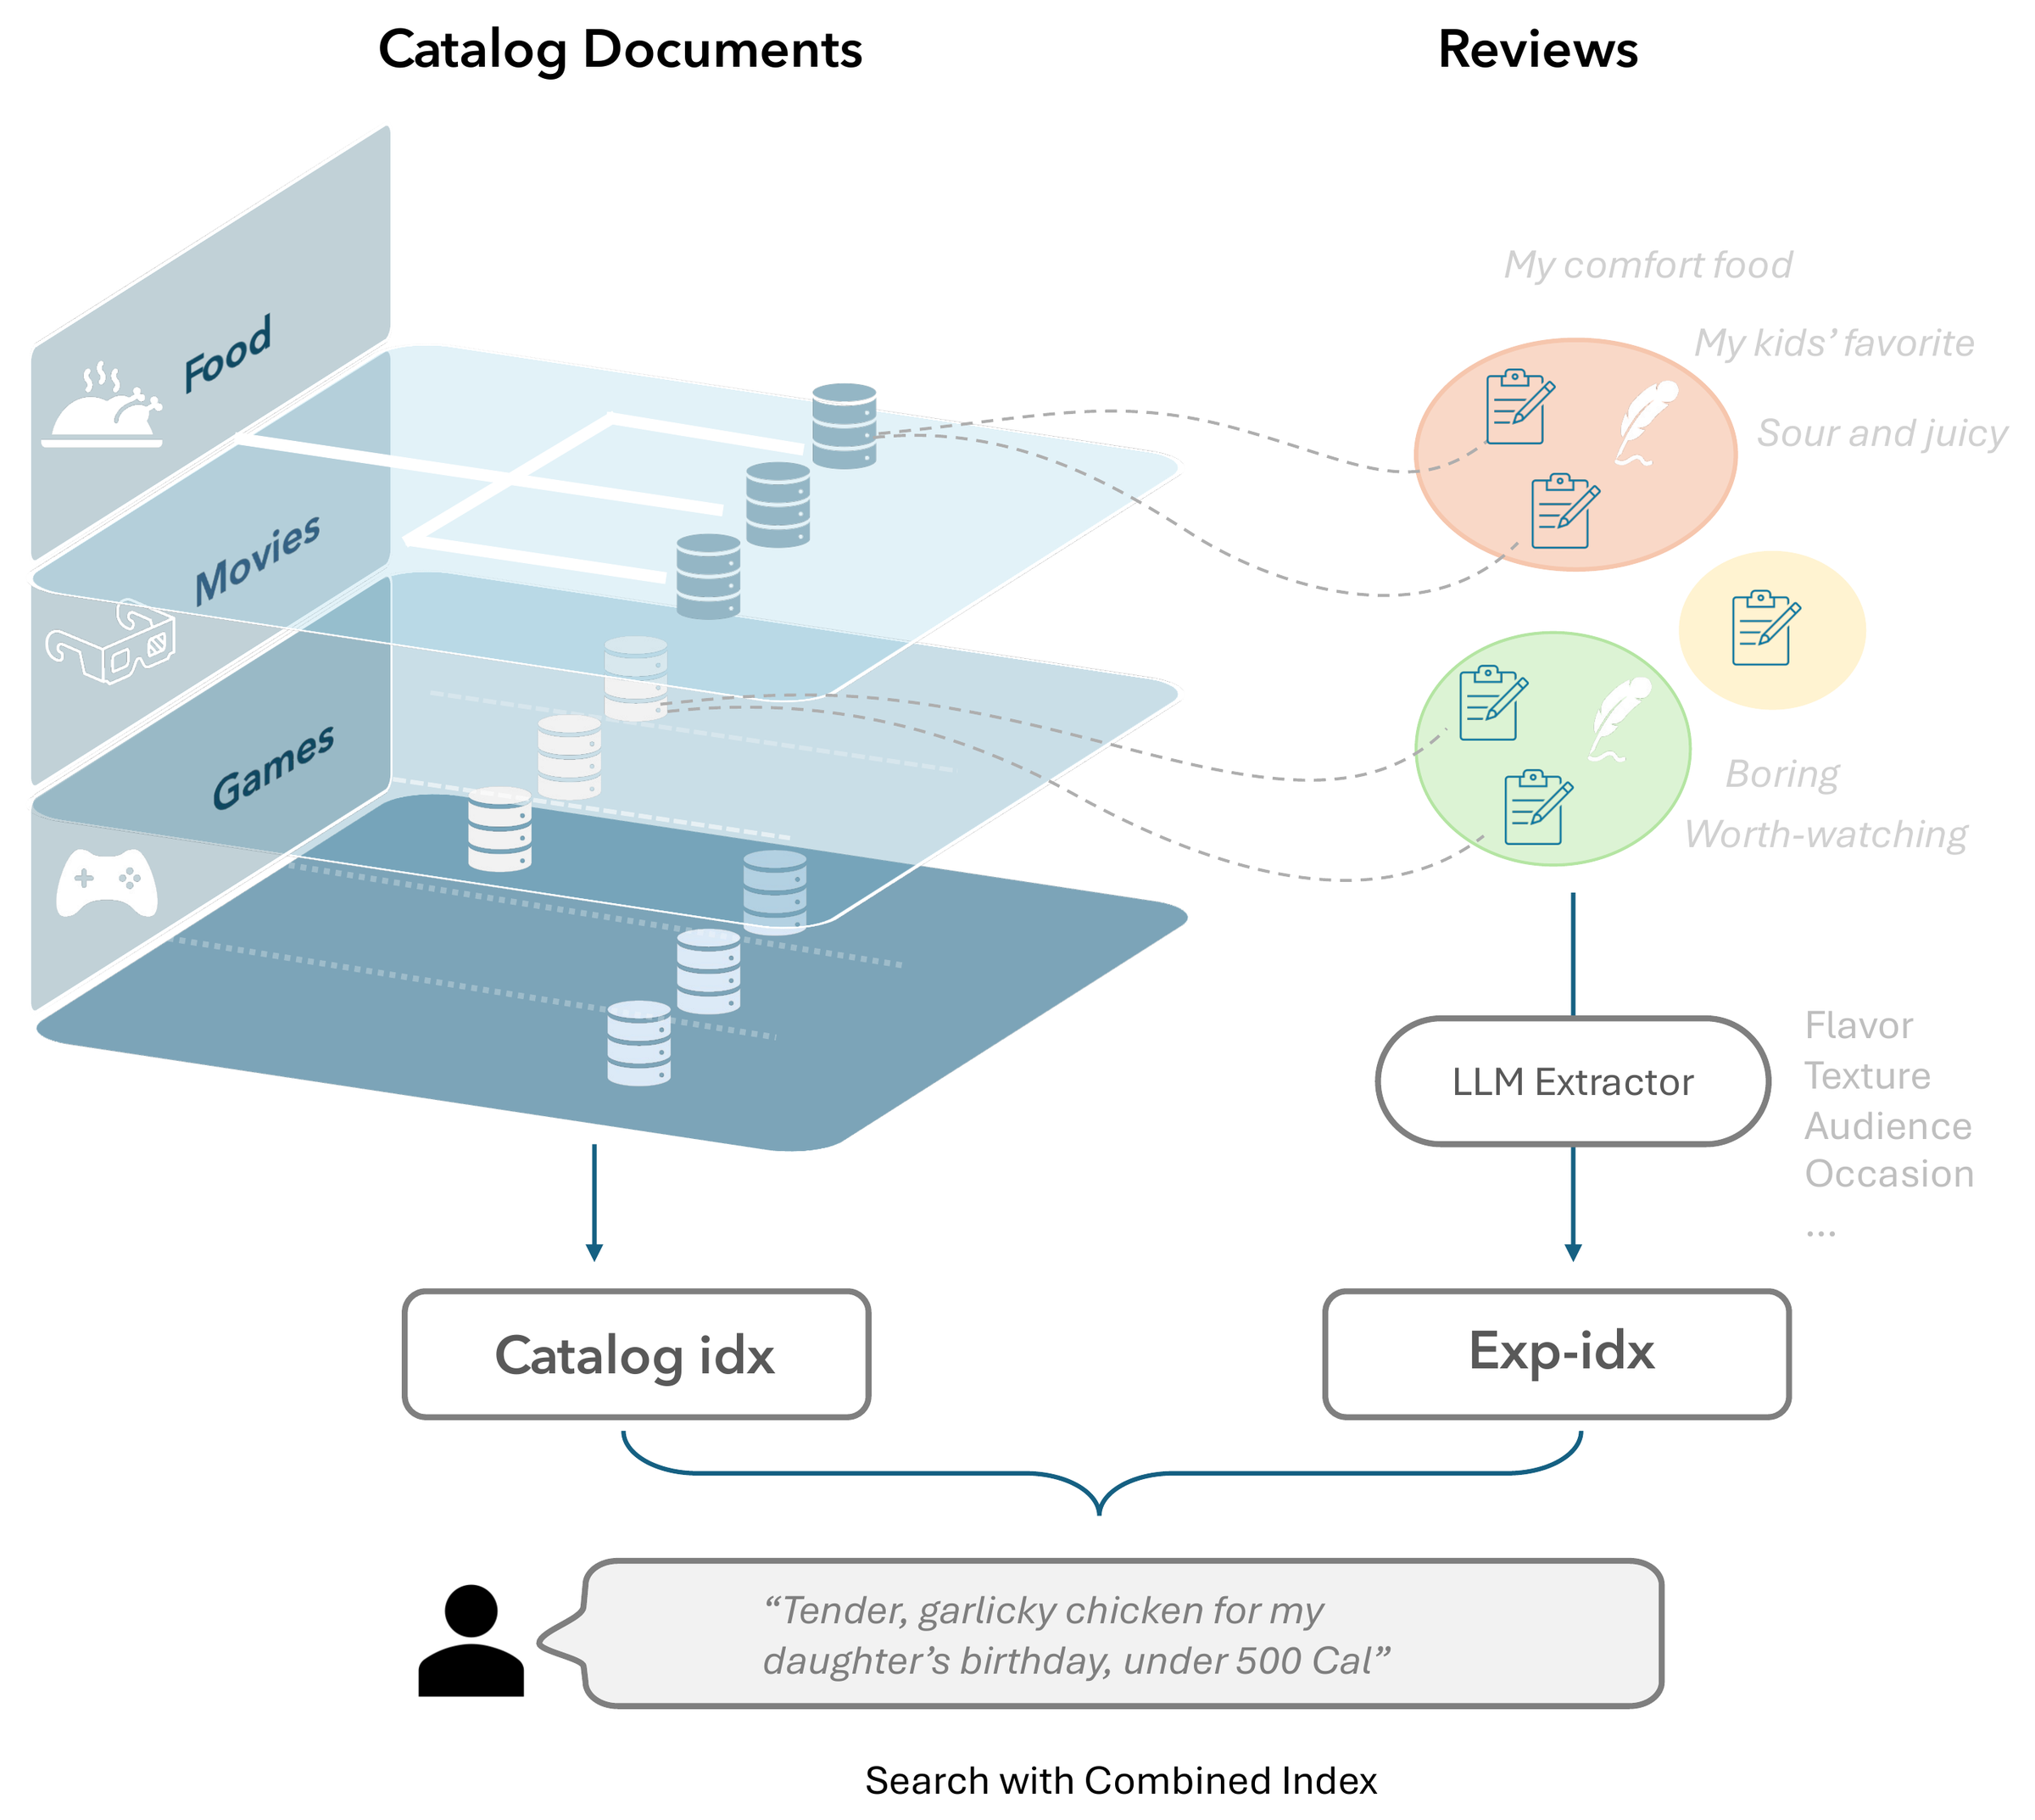 Catalog Documents
Reviews
Food
Movies
Games
My comfort food
My kids’ favorite
Sour and juicy
Boring
Worth-watching
LLM Extractor
Flavor
Texture
Audience
Occasion
...
Catalog idx
Exp-idx
“Tender, garlicky chicken for my
daughter’s birthday, under 500 Cal”
Search with Combined Index